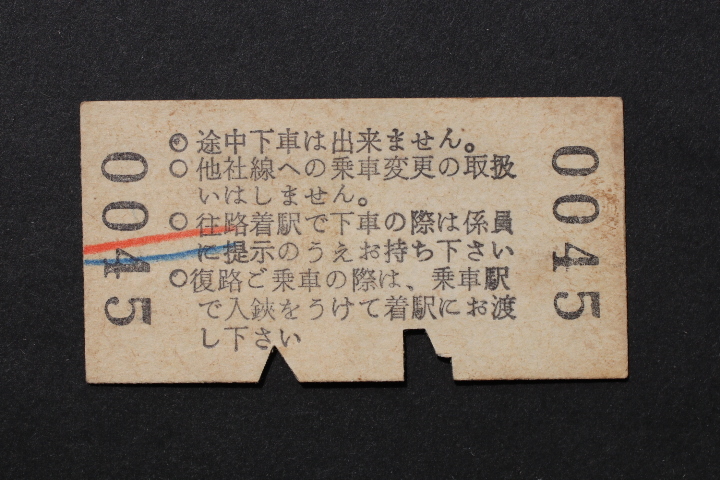 ○途中下車は出来ません。
○他社線への乗車変更の取扱
いはしません。
○往路着駅で下車の際は係員
に提示のうえお持ち下さい
○復路ご乗車の際は、乗車駅
で入鋏をうけて着駅にお渡
し下さい
0045
0045